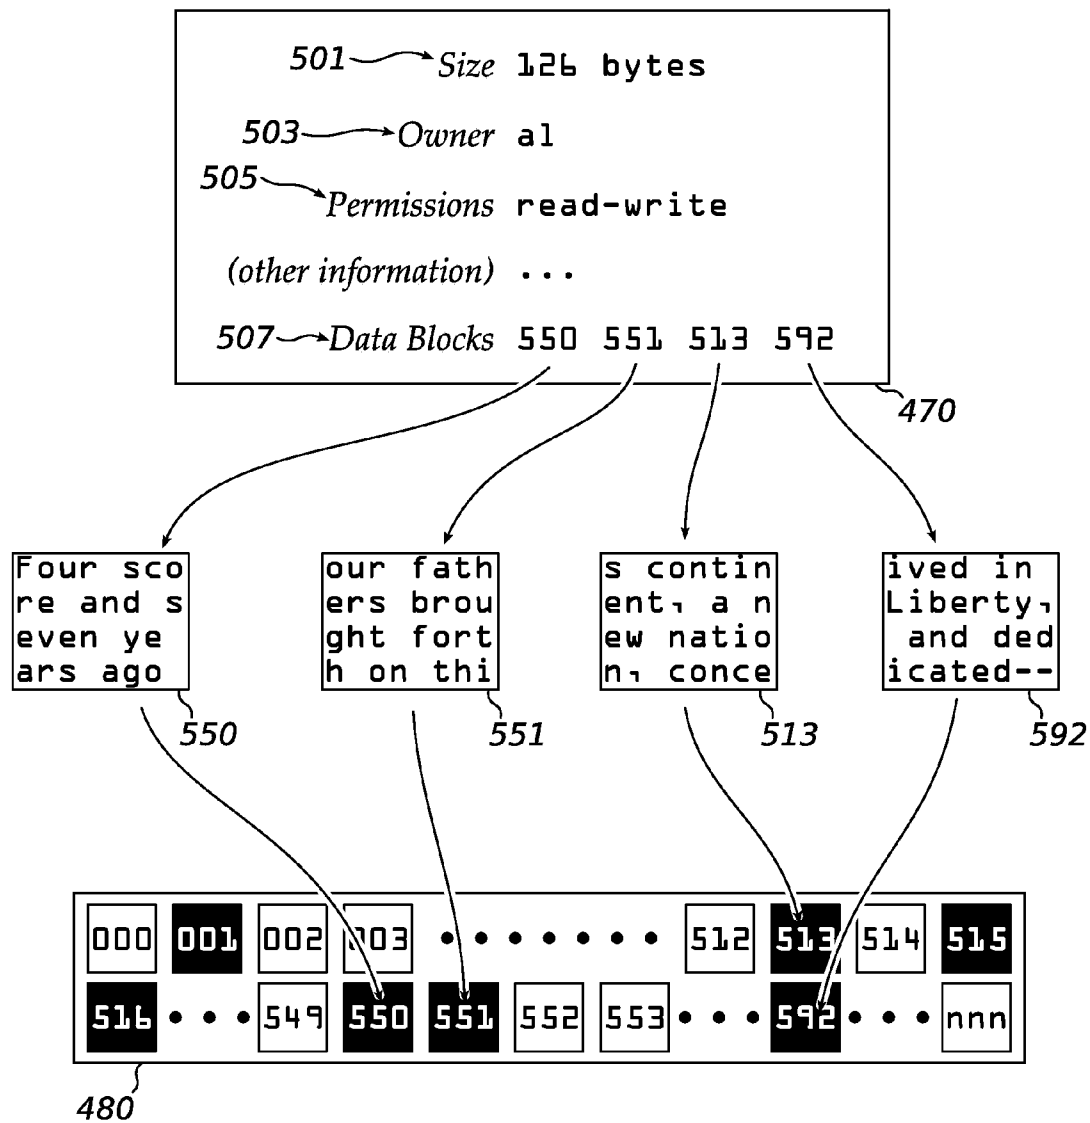 501 Size 126 bytes
503 Owner al
505 Permissions read-write
(other information) ...
507 Data Blocks 550 551 513 592
470
Four sco
re and s
even ye
ars ago
550
our fath
ers brou
ght fort
h on thi
551
s contin
ent, a n
ew natio
n, conce
513
ived in
Liberty,
and ded
icated--
592
000 001 002 003 • • • • • • • 512 513 514 515
516 • • • 549 550 551 552 553 • • • 592 • • • nnn
480